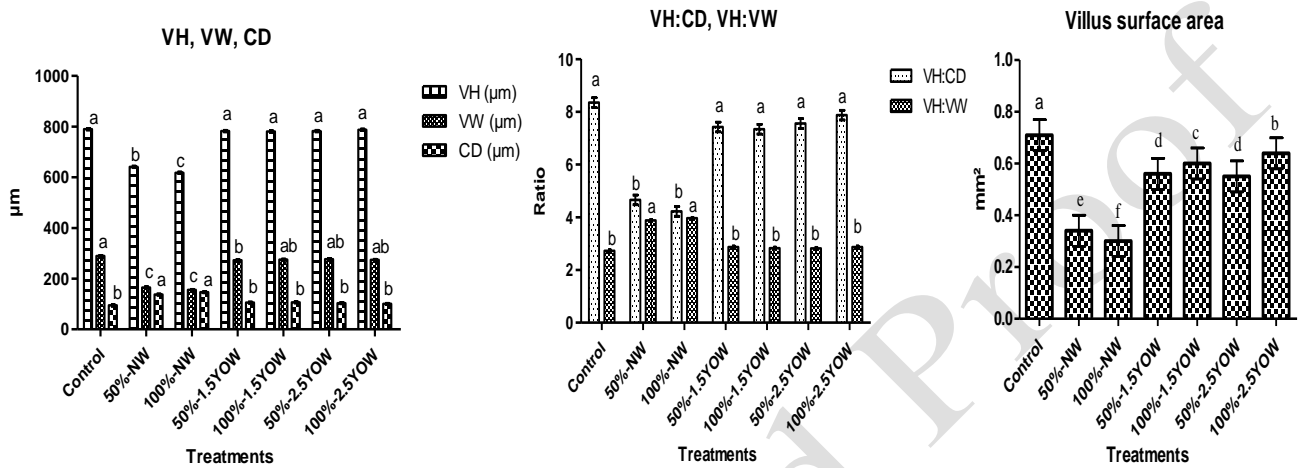 VH, VW, CD
1000
800
600
400
200
0
µm
a a b
b c a
c c a
a b b
a ab b
a ab b
a ab b
VH (µm)
VW (µm)
CD (µm)
Control
50%-NW
100%-NW
50%-1.5YOW
100%-1.5YOW
50%-2.5YOW
100%-2.5YOW
Treatments
VH:CD, VH:VW
10
8
6
4
2
0
Ratio
a b
b a
b a
a b
a b
a b
a b
VH:CD
VH:VW
Control
50%-NW
100%-NW
50%-1.5YOW
100%-1.5YOW
50%-2.5YOW
100%-2.5YOW
Treatments
Villus surface area
1.0
0.8
0.6
0.4
0.2
0.0
mm²
a e f d c d b
Control
50%-NW
100%-NW
50%-1.5YOW
100%-1.5YOW
50%-2.5YOW
100%-2.5YOW
Treatments
d Proof